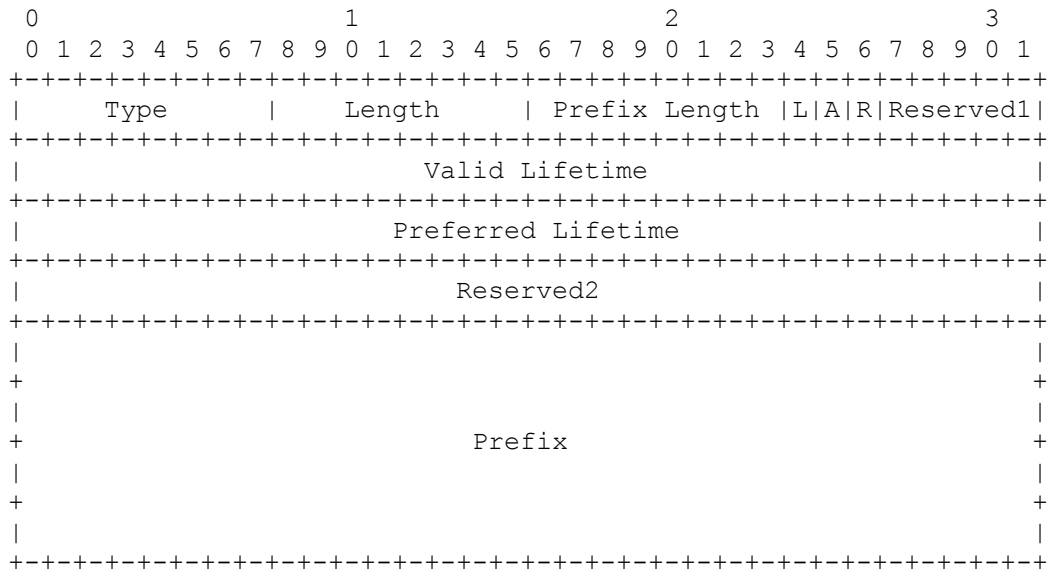 0                   1                   2                   3
 0 1 2 3 4 5 6 7 8 9 0 1 2 3 4 5 6 7 8 9 0 1 2 3 4 5 6 7 8 9 0 1
+-+-+-+-+-+-+-+-+-+-+-+-+-+-+-+-+-+-+-+-+-+-+-+-+-+-+-+-+-+-+-+-+
|     Type      |    Length     | Prefix Length |L|A|R|Reserved1|
+-+-+-+-+-+-+-+-+-+-+-+-+-+-+-+-+-+-+-+-+-+-+-+-+-+-+-+-+-+-+-+-+
|                         Valid Lifetime                        |
+-+-+-+-+-+-+-+-+-+-+-+-+-+-+-+-+-+-+-+-+-+-+-+-+-+-+-+-+-+-+-+-+
|                       Preferred Lifetime                      |
+-+-+-+-+-+-+-+-+-+-+-+-+-+-+-+-+-+-+-+-+-+-+-+-+-+-+-+-+-+-+-+-+
|                           Reserved2                           |
+-+-+-+-+-+-+-+-+-+-+-+-+-+-+-+-+-+-+-+-+-+-+-+-+-+-+-+-+-+-+-+-+
|                                                               |
+                                                               +
|                                                               |
+                            Prefix                             +
|                                                               |
+                                                               +
|                                                               |
+-+-+-+-+-+-+-+-+-+-+-+-+-+-+-+-+-+-+-+-+-+-+-+-+-+-+-+-+-+-+-+-+